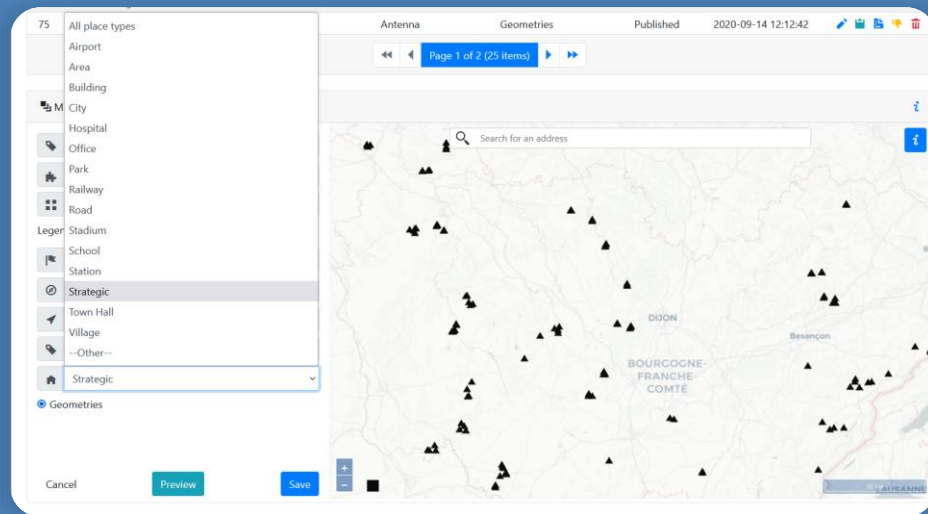 75 Antenna Geometries Published 2020-09-14 12:12:42
Page 1 of 2 (25 items)
All place types
Airport
Area
Building
City
Hospital
Office
Park
Railway
Road
Stadium
School
Station
Strategic
Town Hall
Village
--Other--
Strategic
M
Legen
Geometries
Cancel Preview Save
Search for an address
i
i
DIJON
Besançon
BOURGOGNE-
FRANCHE-
COMTÉ
LAUSANNE
+
−